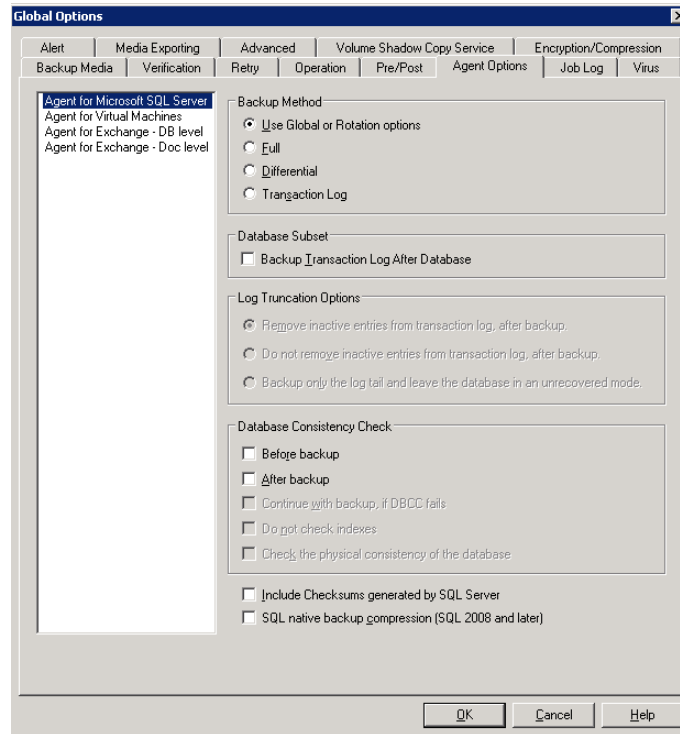 Global Options
Alert Media Exporting Advanced Volume Shadow Copy Service Encryption/Compression
Backup Media Verification Retry Operation Pre/Post Agent Options Job Log Virus
Agent for Microsoft SQL Server
Agent for Virtual Machines
Agent for Exchange - DB level
Agent for Exchange - Doc level
Backup Method
Use Global or Rotation options
Full
Differential
Transaction Log
Database Subset
Backup Transaction Log After Database
Log Truncation Options
Remove inactive entries from transaction log, after backup.
Do not remove inactive entries from transaction log, after backup.
Backup only the log tail and leave the database in an unrecovered mode.
Database Consistency Check
Before backup
After backup
Continue with backup, if DBCC fails
Do not check indexes
Check the physical consistency of the database
Include Checksums generated by SQL Server
SQL native backup compression (SQL 2008 and later)
OK Cancel Help